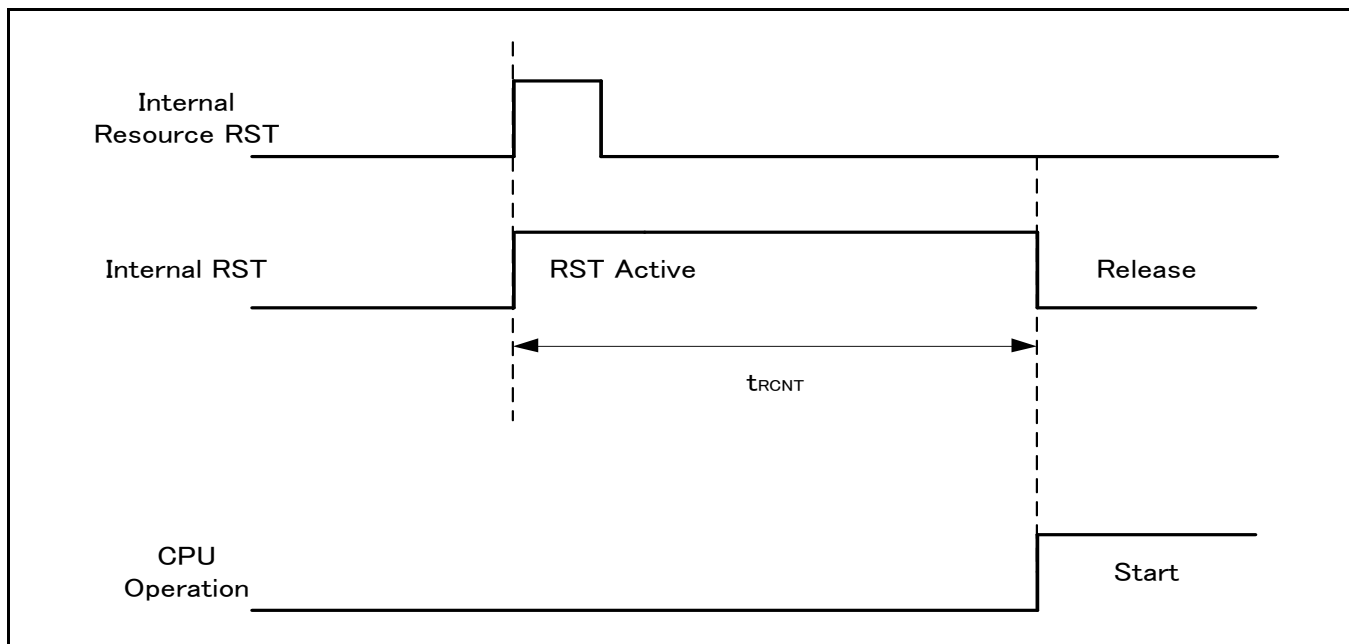 Internal
Resource RST
Internal RST
RST Active
Release
tRCNT
CPU
Operation
Start